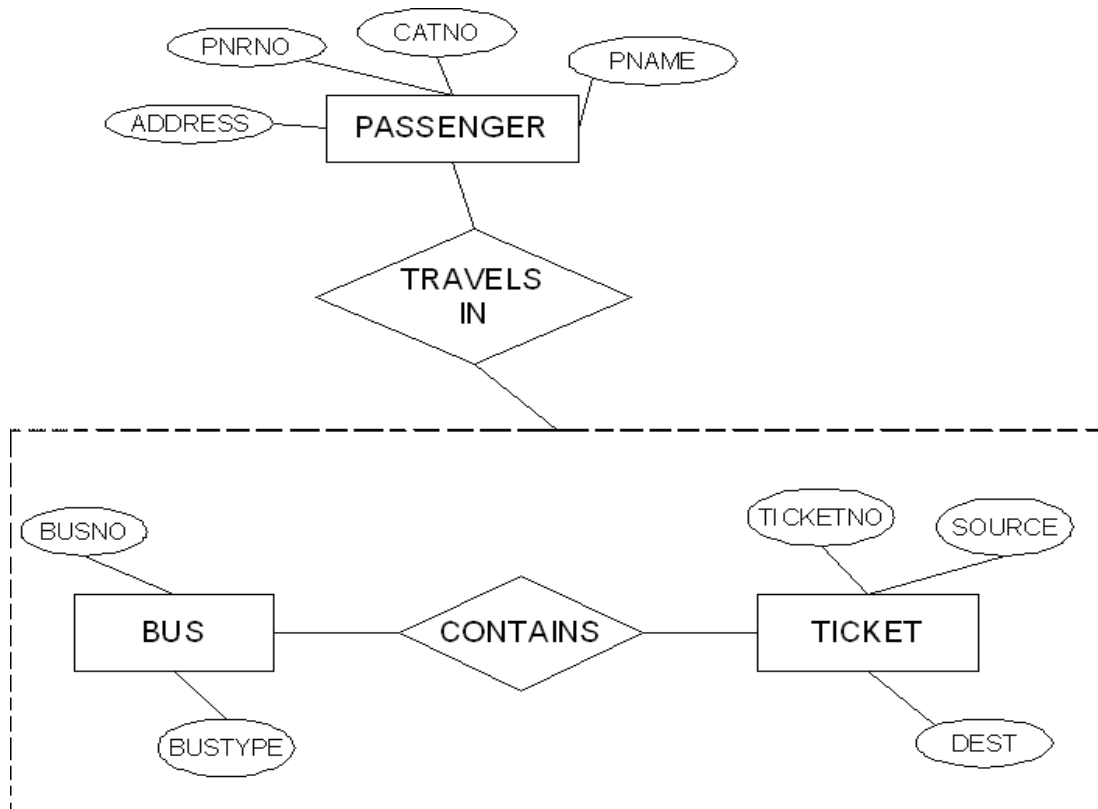 CATNO
PNRNO
PNAME
ADDRESS
PASSENGER
TRAVELS
IN
TICKETNO
BUSNO
SOURCE
BUS
CONTAINS
TICKET
BUSTYPE
DEST